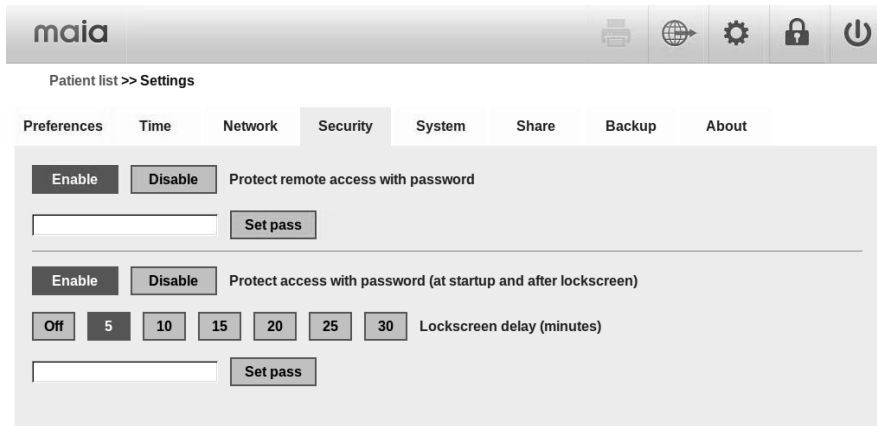 maia
Patient list >> Settings
Preferences Time Network Security System Share Backup About
Enable Disable Protect remote access with password
Set pass
Enable Disable Protect access with password (at startup and after lockscreen)
Off 5 10 15 20 25 30 Lockscreen delay (minutes)
Set pass